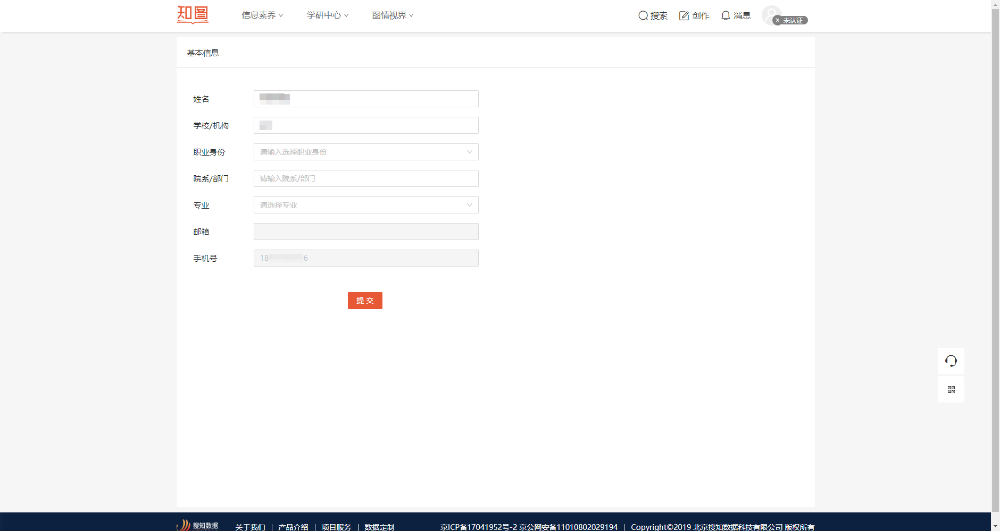 知图
信息素养
学研中心
图情视界
搜索
创作
消息
x 未认证
基本信息
姓名
学校/机构
职业身份
请输入选择职业身份
院系/部门
请输入院系/部门
专业
请选择专业
邮箱
手机号
18
6
提 交
搜知数据
关于我们 | 产品介绍 | 项目服务 | 数据定制
京ICP备17041952号-2 京公网安备11010802029194 | Copyright©2019 北京搜知数据科技有限公司 版权所有